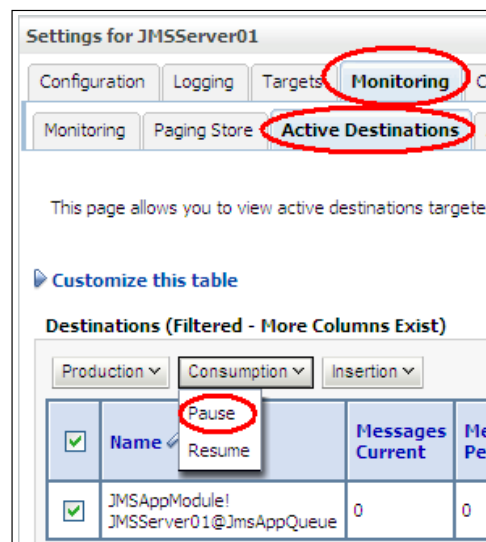 Settings for JMSServer01
Configuration Logging Targets Monitoring
Monitoring Paging Store Active Destinations
This page allows you to view active destinations targete
Customize this table
Destinations (Filtered - More Columns Exist)
Production Consumption Insertion
Pause
Resume
Name Messages Current Me Pe
JMSAppModule!
JMSServer01@JmsAppQueue 0 0